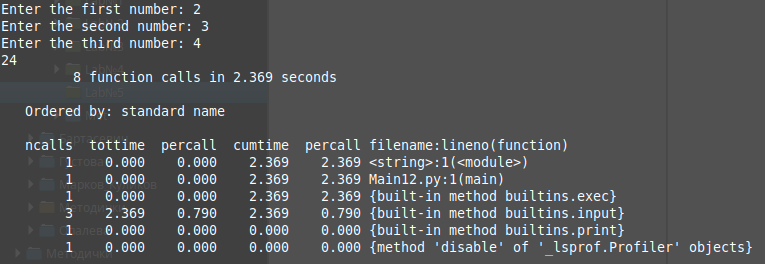 Enter the first number: 2
Enter the second number: 3
Enter the third number: 4
24
8 function calls in 2.369 seconds
Ordered by: standard name
ncalls tottime percall cumtime percall filename:lineno(function)
1 0.000 0.000 2.369 2.369 <string>:1(<module>)
1 0.000 0.000 2.369 2.369 Main12.py:1(main)
1 0.000 0.000 2.369 2.369 {built-in method builtins.exec}
3 2.369 0.790 2.369 0.790 {built-in method builtins.input}
1 0.000 0.000 0.000 0.000 {built-in method builtins.print}
1 0.000 0.000 0.000 0.000 {method 'disable' of '_lsprof.Profiler' objects}
Методички